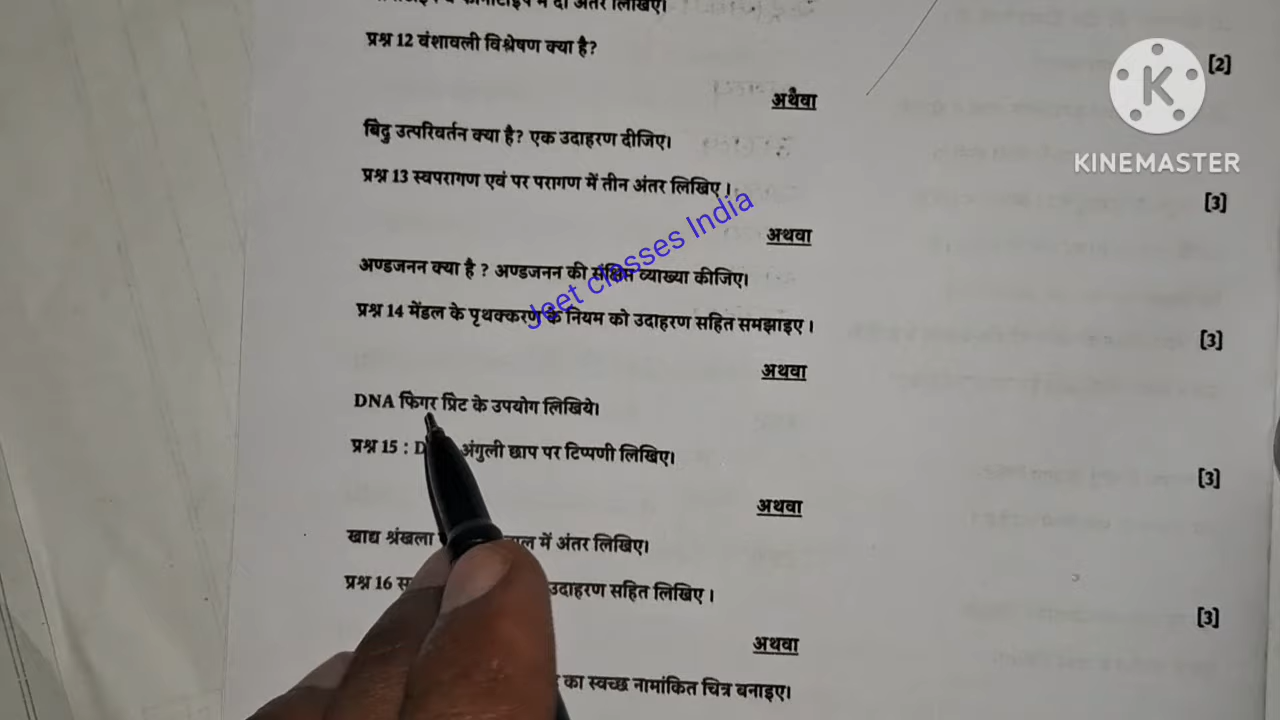 में दो अंतर लिखिए।
प्रश्न 12 वंशावली विश्लेषण क्या है?
[2]
अथवा
बिंदु उत्परिवर्तन क्या है? एक उदाहरण दीजिए।
प्रश्न 13 स्वपरागण एवं पर परागण में तीन अंतर लिखिए।
[3]
अथवा
अण्डजनन क्या है ? अण्डजनन की संक्षिप्त व्याख्या कीजिए।
प्रश्न 14 मेंडल के पृथक्करण के नियम को उदाहरण सहित समझाइए।
[3]
अथवा
DNA फिंगर प्रिंट के उपयोग लिखिये।
प्रश्न 15 : अंगुली छाप पर टिप्पणी लिखिए।
[3]
अथवा
खाद्य श्रंखला में अंतर लिखिए।
प्रश्न 16 उदाहरण सहित लिखिए।
[3]
अथवा
का स्वच्छ नामांकित चित्र बनाइए।
Jeet classes India
K
KINEMASTER